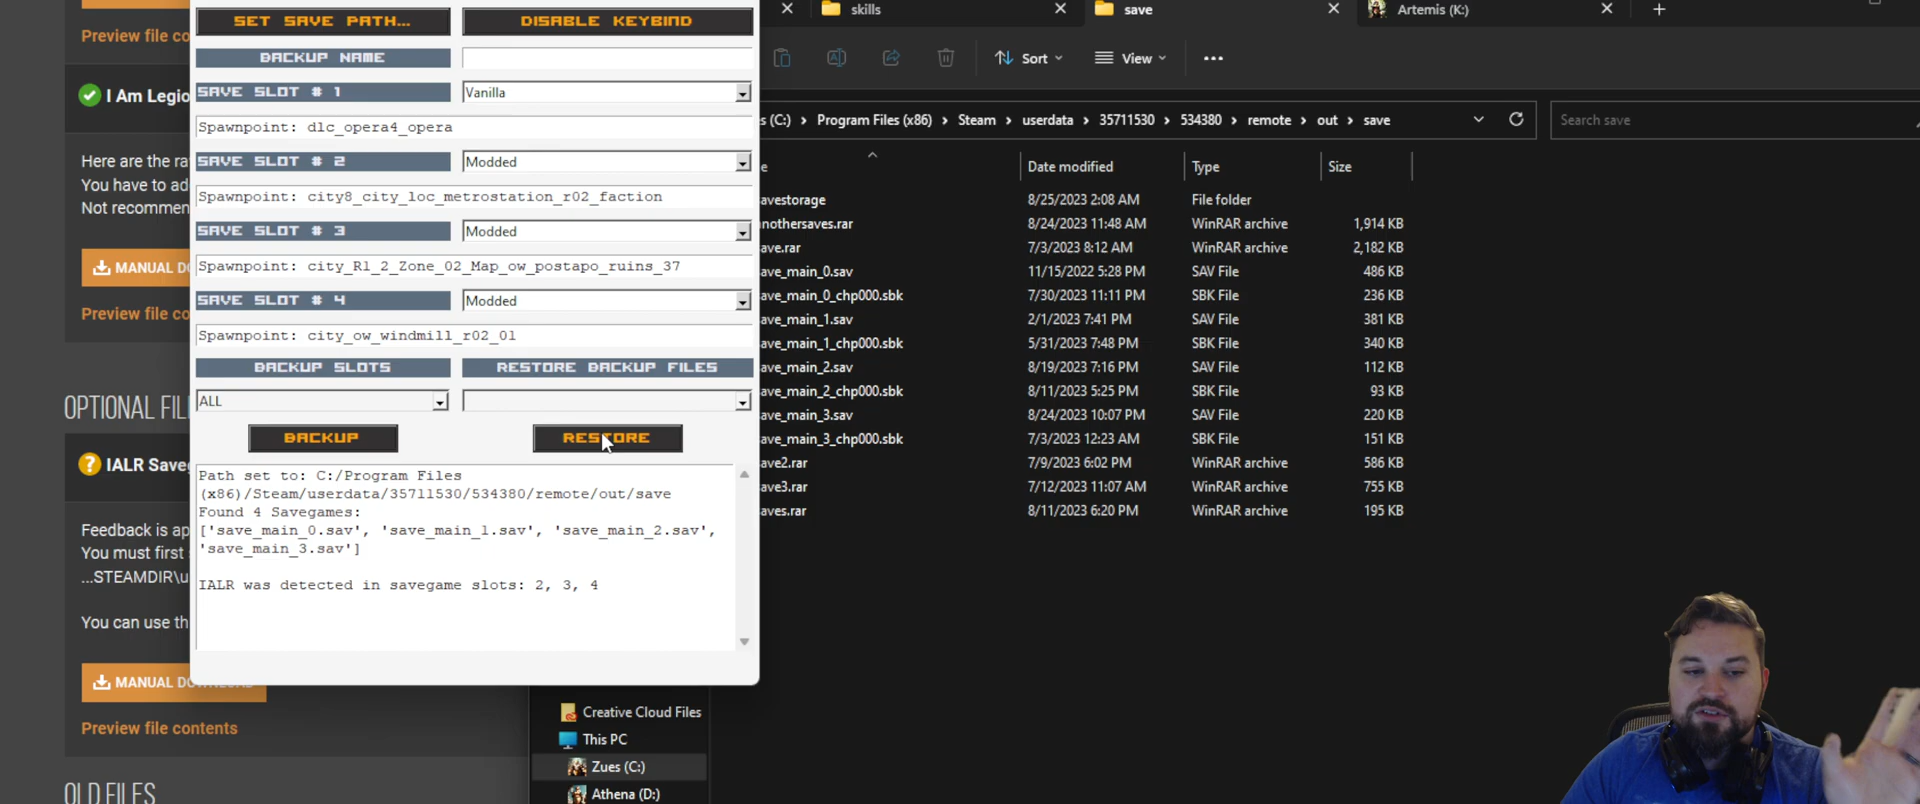 Preview file co
I Am Legio
Here are the ra
You have to ad
Not recommen
MANUAL D
Preview file co
OPTIONAL FIL
IALR Save
Feedback is ap
You must first
...STEAMDIR\u
You can use th
MANUAL D
Preview file contents
OLD FILES
SET SAVE PATH...
DISABLE KEYBIND
BACKUP NAME
SAVE SLOT # 1
Vanilla
Spawnpoint: dlc_opera4_opera
SAVE SLOT # 2
Modded
Spawnpoint: city8_city_loc_metrostation_r02_faction
SAVE SLOT # 3
Modded
Spawnpoint: city_R1_2_Zone_02_Map_ow_postapo_ruins_37
SAVE SLOT # 4
Modded
Spawnpoint: city_ow_windmill_r02_01
BACKUP SLOTS
RESTORE BACKUP FILES
ALL
BACKUP
RESTORE
Path set to: C:/Program Files
(x86)/Steam/userdata/35711530/534380/remote/out/save
Found 4 Savegames:
['save_main_0.sav', 'save_main_1.sav', 'save_main_2.sav',
'save_main_3.sav']
IALR was detected in savegame slots: 2, 3, 4
skills
save
Artemis (K:)
Sort
View
s (C:) > Program Files (x86) > Steam > userdata > 35711530 > 534380 > remote > out > save
Search save
e Date modified Type Size
avestorage 8/25/2023 2:08 AM File folder
nothersaves.rar 8/24/2023 11:48 AM WinRAR archive 1,914 KB
ave.rar 7/3/2023 8:12 AM WinRAR archive 2,182 KB
ave_main_0.sav 11/15/2022 5:28 PM SAV File 486 KB
ave_main_0_chp000.sbk 7/30/2023 11:11 PM SBK File 236 KB
ave_main_1.sav 2/1/2023 7:41 PM SAV File 381 KB
ave_main_1_chp000.sbk 5/31/2023 7:48 PM SBK File 340 KB
ave_main_2.sav 8/19/2023 7:16 PM SAV File 112 KB
ave_main_2_chp000.sbk 8/11/2023 5:25 PM SBK File 93 KB
ave_main_3.sav 8/24/2023 10:07 PM SAV File 220 KB
ave_main_3_chp000.sbk 7/3/2023 12:23 AM SBK File 151 KB
ave2.rar 7/9/2023 6:02 PM WinRAR archive 586 KB
ave3.rar 7/12/2023 11:07 AM WinRAR archive 755 KB
aves.rar 8/11/2023 6:20 PM WinRAR archive 195 KB
Creative Cloud Files
This PC
Zues (C:)
Athena (D:)